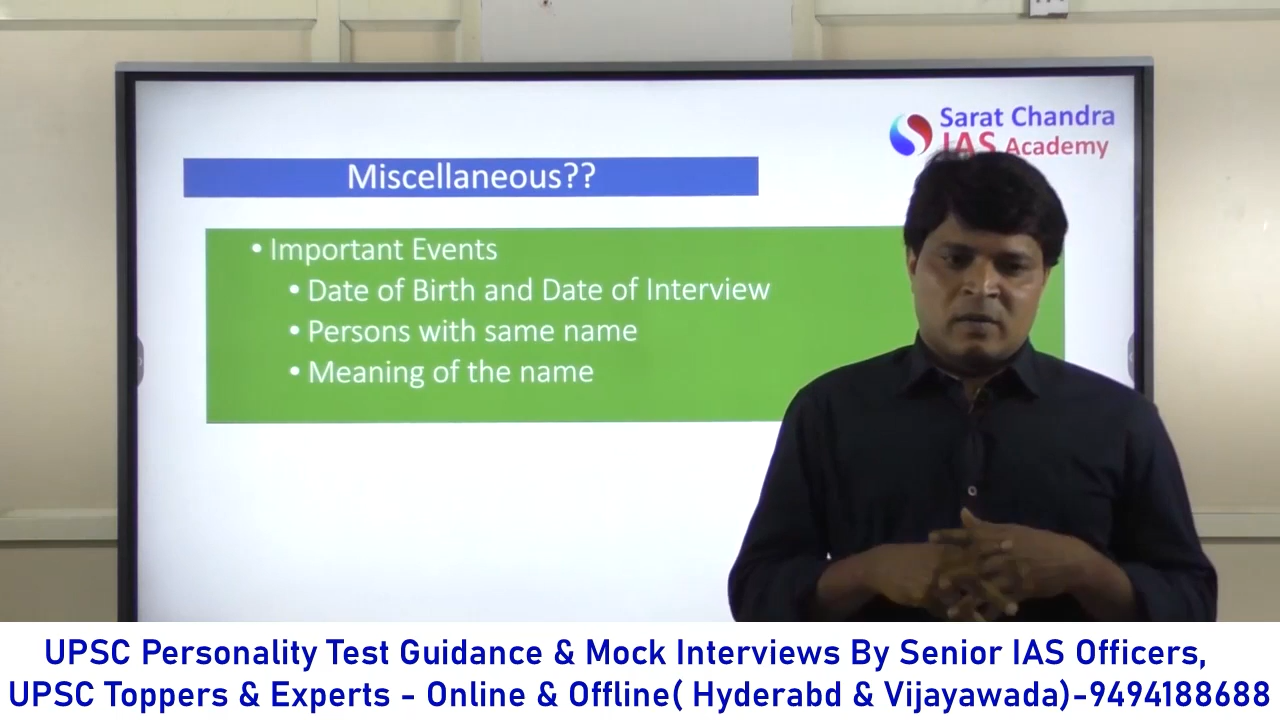 Sarat Chandra
IAS Academy
Miscellaneous??
• Important Events
• Date of Birth and Date of Interview
• Persons with same name
• Meaning of the name
UPSC Personality Test Guidance & Mock Interviews By Senior IAS Officers,
UPSC Toppers & Experts - Online & Offline( Hyderabd & Vijayawada)-9494188688